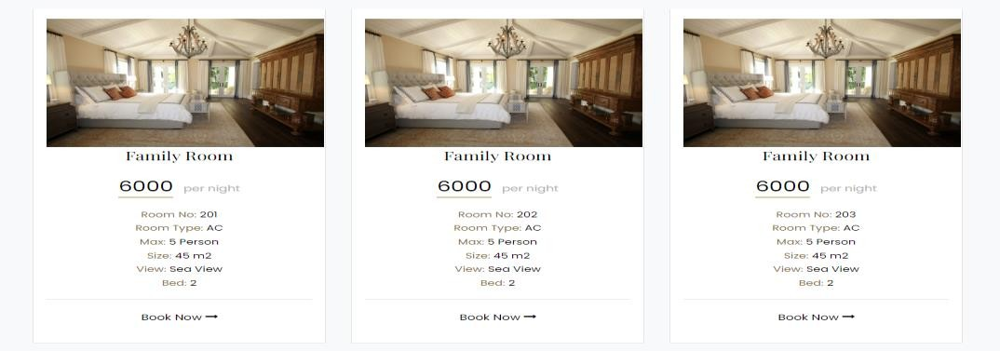 Family Room
6000 per night
Room No: 201
Room Type: AC
Max: 5 Person
Size: 45 m2
View: Sea View
Bed: 2
Book Now →
Family Room
6000 per night
Room No: 202
Room Type: AC
Max: 5 Person
Size: 45 m2
View: Sea View
Bed: 2
Book Now →
Family Room
6000 per night
Room No: 203
Room Type: AC
Max: 5 Person
Size: 45 m2
View: Sea View
Bed: 2
Book Now →